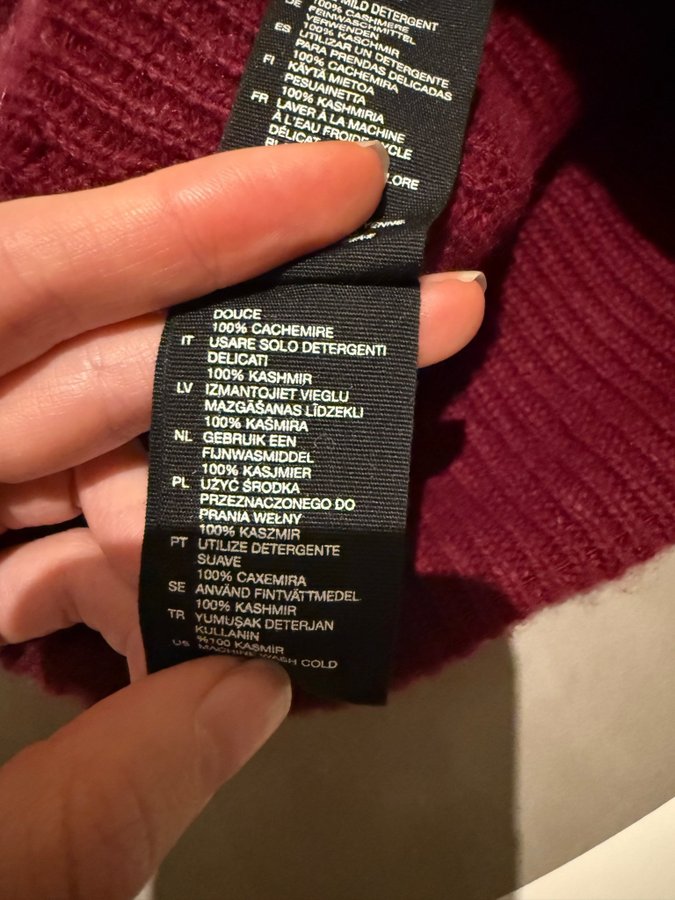 MILD DETERGENT
100% CASHMERE
DE FEINWASCHMITTEL
VERWENDEN
100% KASCHMIR
ES UTILIZAR UN DETERGENTE
PARA PRENDAS DELICADAS
100% CACHEMIRA
FI KÄYTÄ MIETOA
PESUAINETTA
100% KASHMIRIA
FR LAVER À LA MACHINE
À L'EAU FROIDE
DOUCE
100% CACHEMIRE
IT USARE SOLO DETERGENTI
DELICATI
100% KASHMIR
LV IZMANTOJIET VIEGLU
MAZGĀŠANAS LĪDZEKLI
100% KAŠMIRA
NL GEBRUIK EEN
FIJNWASMIDDEL
100% KASJMIER
PL UŻYĆ ŚRODKA
PRZEZNACZONEGO DO
PRANIA WEŁNY
100% KASZMIR
PT UTILIZE DETERGENTE
SUAVE
100% CAXEMIRA
SE ANVÄND FINTVÄTTMEDEL
100% KASHMIR
TR YUMUŞAK DETERJAN
KULLANIN
%100 KAŞMIR
US MACHINE WASH COLD